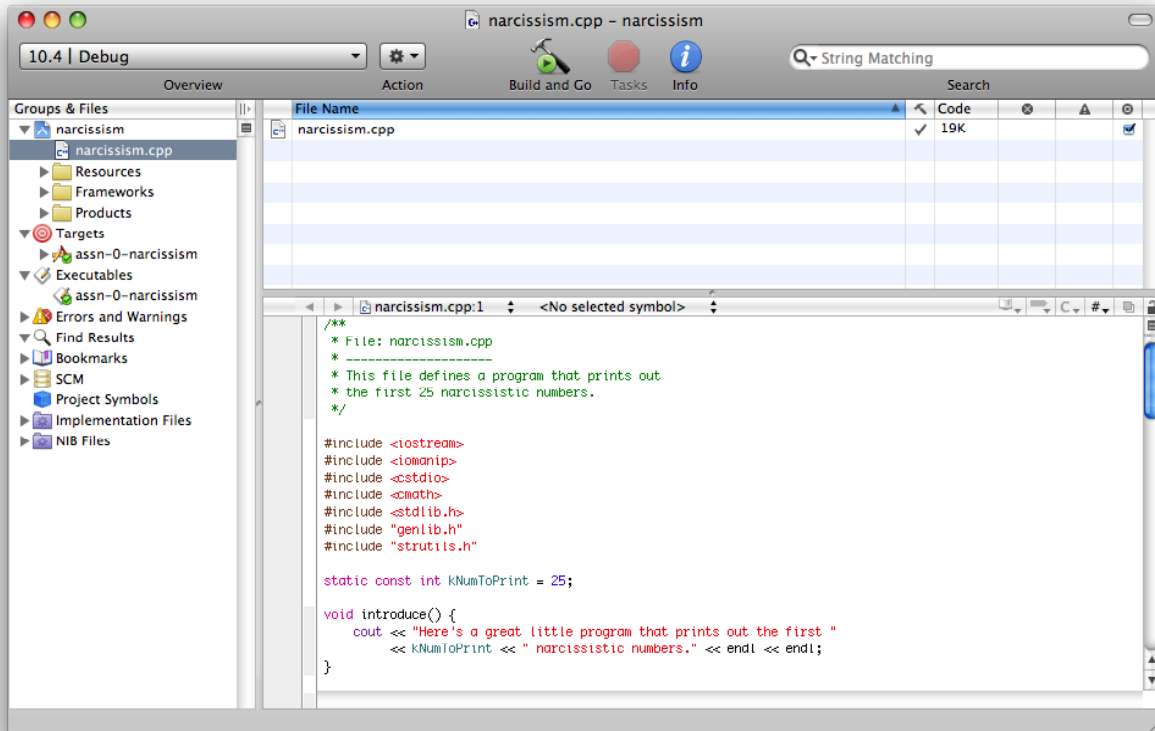 narcissism.cpp – narcissism
10.4 | Debug
String Matching
Overview
Action
Build and Go
Tasks
Info
Search
Groups & Files
narcissism
narcissism.cpp
Resources
Frameworks
Products
Targets
assn-0-narcissism
Executables
assn-0-narcissism
Errors and Warnings
Find Results
Bookmarks
SCM
Project Symbols
Implementation Files
NIB Files
File Name
Code
narcissism.cpp
19K
narcissism.cpp:1
<No selected symbol>
C
#
/**
* File: narcissism.cpp
* --------------------
* This file defines a program that prints out
* the first 25 narcissistic numbers.
*/
#include <iostream>
#include <iomanip>
#include <cstdio>
#include <cmath>
#include <stdlib.h>
#include "genlib.h"
#include "strutils.h"
static const int kNumToPrint = 25;
void introduce() {
cout << "Here's a great little program that prints out the first "
<< kNumToPrint << " narcissistic numbers." << endl << endl;
}